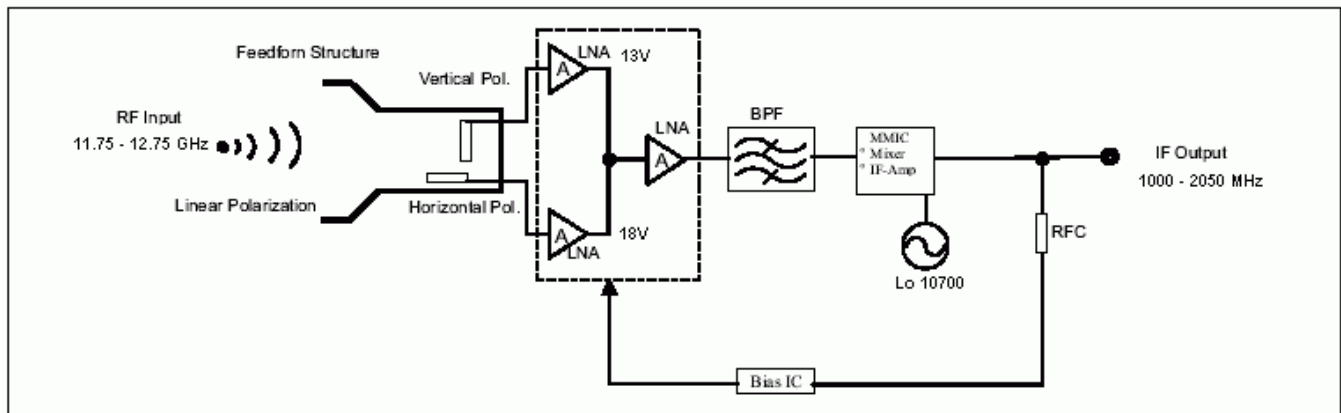 Feedforn Structure
LNA
13V
Vertical Pol.
A
RF Input
11.75 - 12.75 GHz
LNA
A
BPF
MMIC
° Mixer
° IF-Amp
IF Output
1000 - 2050 MHz
Linear Polarization
Horizontal Pol.
A
LNA
18V
RFC
Lo 10700
Bias IC